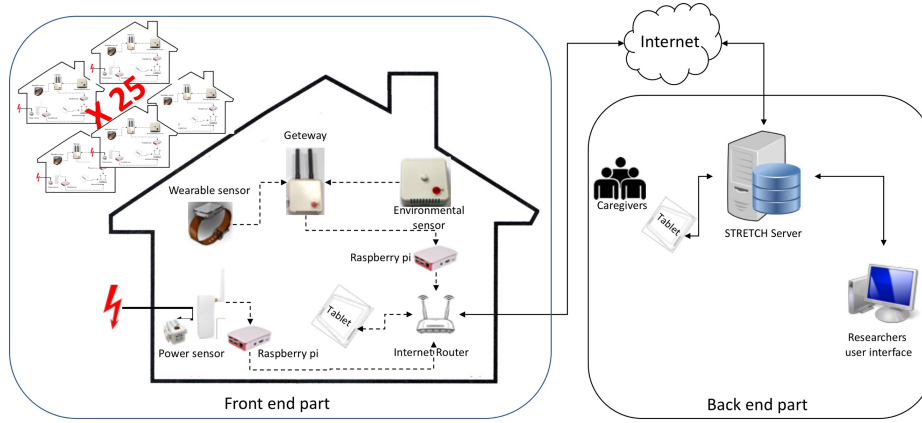 X 25
Geteway
Wearable sensor
Environmental
sensor
Raspberry pi
Tablet
Power sensor
Raspberry pi
Internet Router
Front end part
Internet
Caregivers
Tablet
STRETCH Server
Researchers
user interface
Back end part